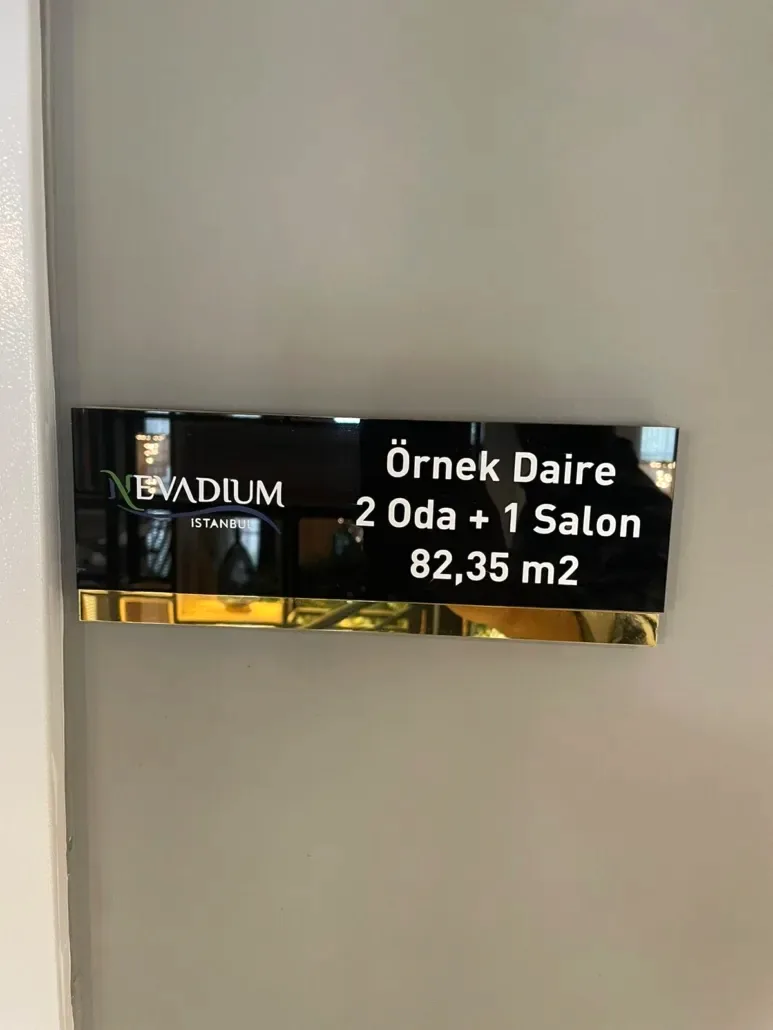 NEVADIUM
ISTANBUL
Örnek Daire
2 Oda + 1 Salon
82,35 m2